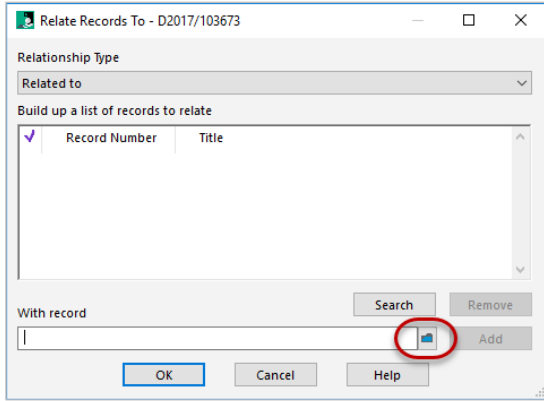 Relate Records To - D2017/103673
Relationship Type
Related to
Build up a list of records to relate
Record Number Title
With record
Search Remove
Add
OK Cancel Help